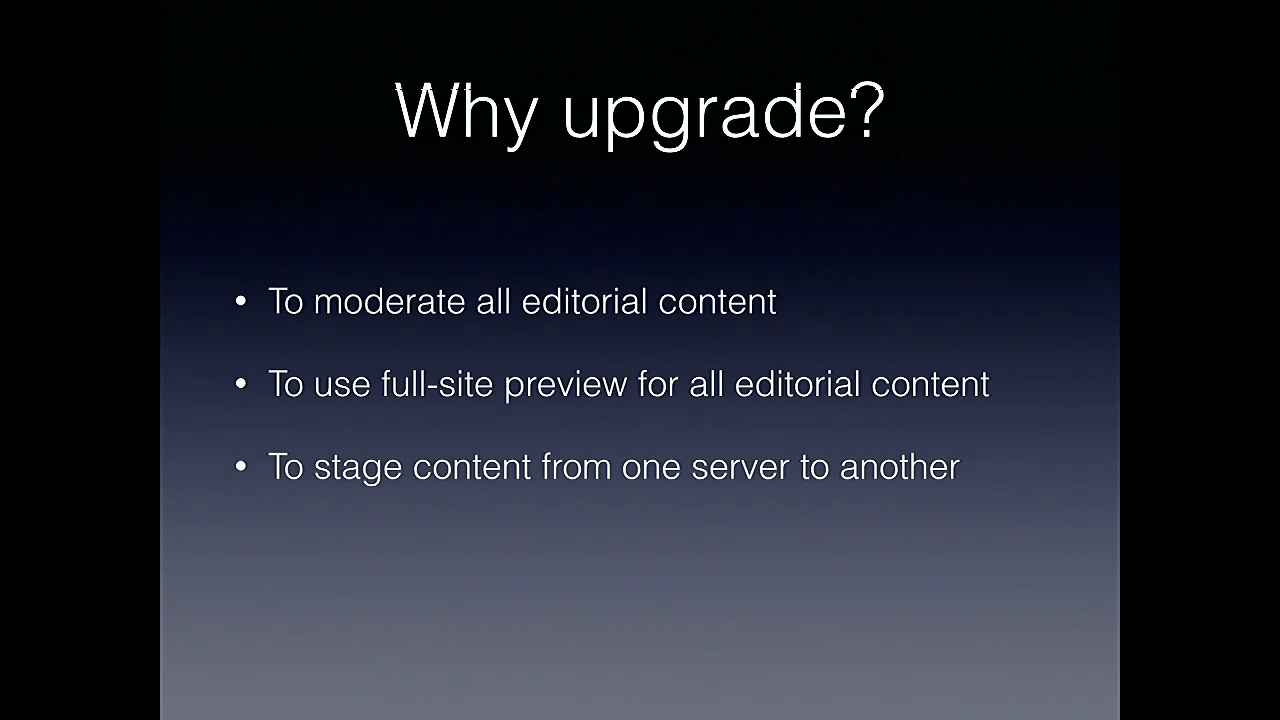 Why upgrade?
• To moderate all editorial content
• To use full-site preview for all editorial content
• To stage content from one server to another